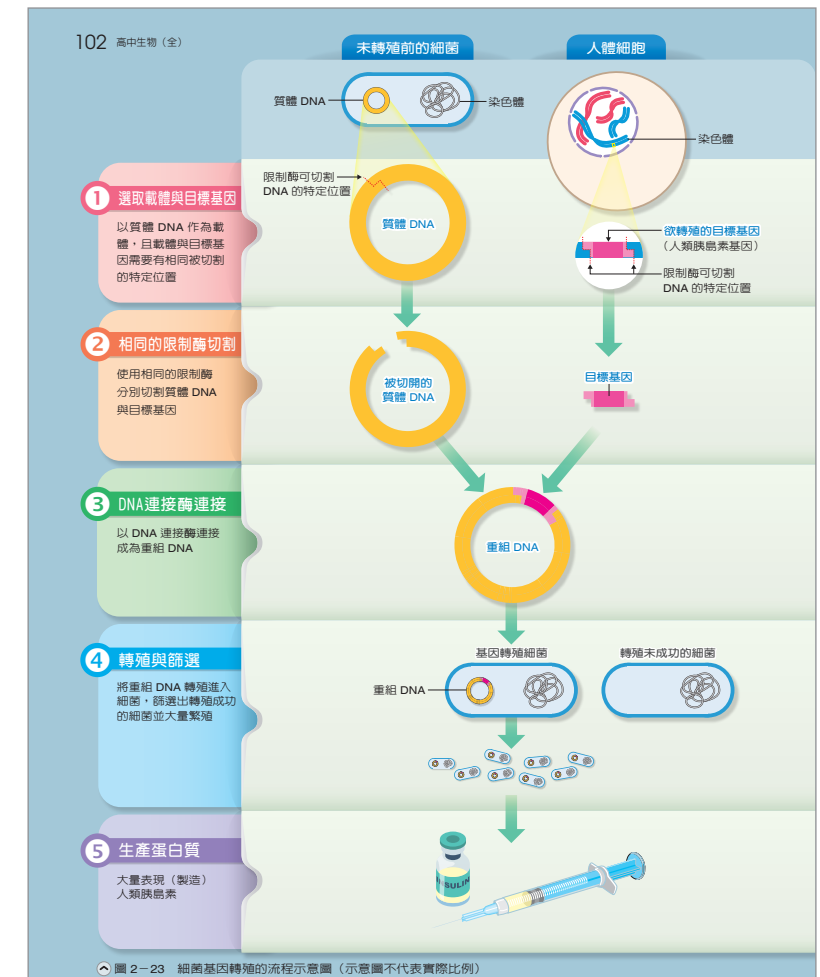 102 高中生物（全）
未轉殖前的細菌
人體細胞
質體 DNA
染色體
染色體
1 選取載體與目標基因
以質體 DNA 作為載
體，且載體與目標基
因需要有相同被切割
的特定位置
限制酶可切割
DNA 的特定位置
質體 DNA
欲轉殖的目標基因
（人類胰島素基因）
限制酶可切割
DNA 的特定位置
2 相同的限制酶切割
使用相同的限制酶
分別切割質體 DNA
與目標基因
被切開的
質體 DNA
目標基因
3 DNA連接酶連接
以 DNA 連接酶連接
成為重組 DNA
重組 DNA
4 轉殖與篩選
將重組 DNA 轉殖進入
細菌，篩選出轉殖成功
的細菌並大量繁殖
基因轉殖細菌
轉殖未成功的細菌
重組 DNA
5 生產蛋白質
大量表現（製造）
人類胰島素
INSULIN
圖 2－23 細菌基因轉殖的流程示意圖（示意圖不代表實際比例）